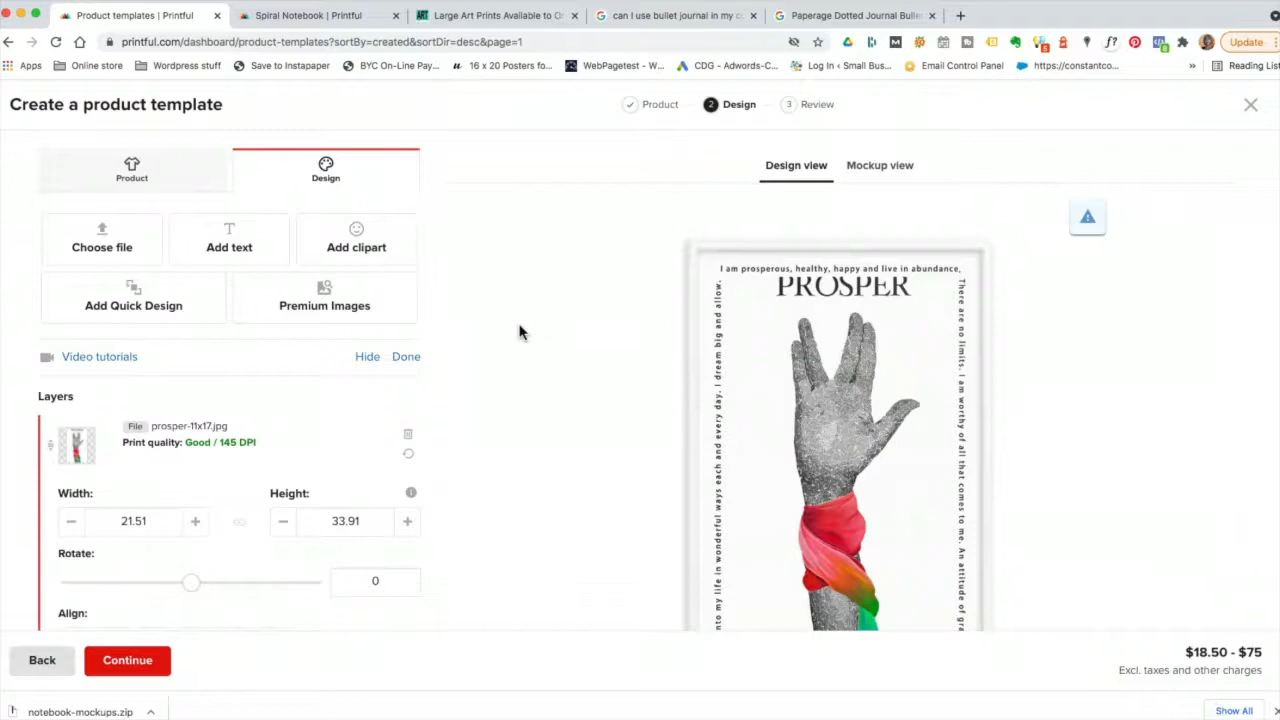 Product templates | Printful
Spiral Notebook | Printful
Large Art Prints Available to Or
can I use bullet journal in my co
Paperage Dotted Journal Bulle
printful.com/dashboard/product-templates?sortBy=created&sortDir=desc&page=1
Update
Apps
Online store
Wordpress stuff
Save to Instapaper
BYC On-Line Pay...
16 x 20 Posters fo...
WebPagetest - W...
CDG - Adwords-C...
Log In ‹ Small Bus...
Email Control Panel
https://constantco...
»
Reading List
Create a product template
Product
2 Design
3 Review
Product
Design
Design view
Mockup view
Choose file
Add text
Add clipart
Add Quick Design
Premium Images
Video tutorials
Hide
Done
Layers
File prosper-11x17.jpg
Print quality: Good / 145 DPI
Width:
Height:
21.51
33.91
Rotate:
0
Align:
I am prosperous, healthy, happy and live in abundance,
PROSPER
There are no limits. I am worthy of all that comes to me. An attitude of gra
nto my life in wonderful ways each and every day. I dream big and allow.
Back
Continue
$18.50 - $75
Excl. taxes and other charges
notebook-mockups.zip
Show All